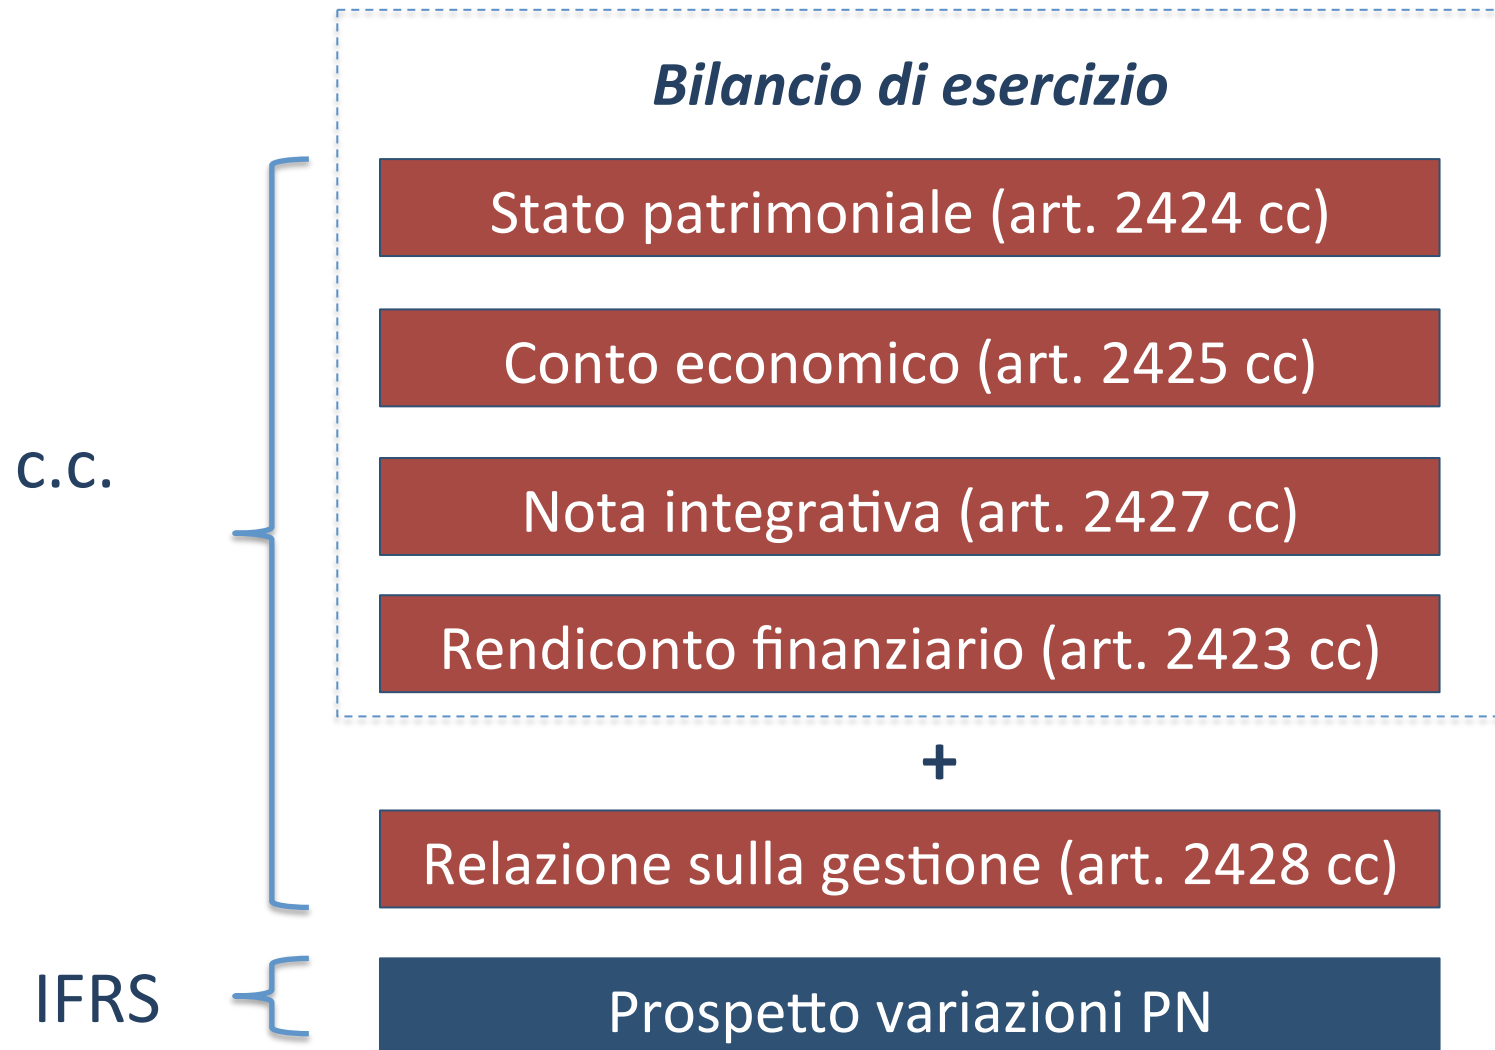 Bilancio di esercizio
Stato patrimoniale (art. 2424 cc)
Conto economico (art. 2425 cc)
c.c.
Nota integrativa (art. 2427 cc)
Rendiconto finanziario (art. 2423 cc)
+
Relazione sulla gestione (art. 2428 cc)
IFRS
Prospetto variazioni PN